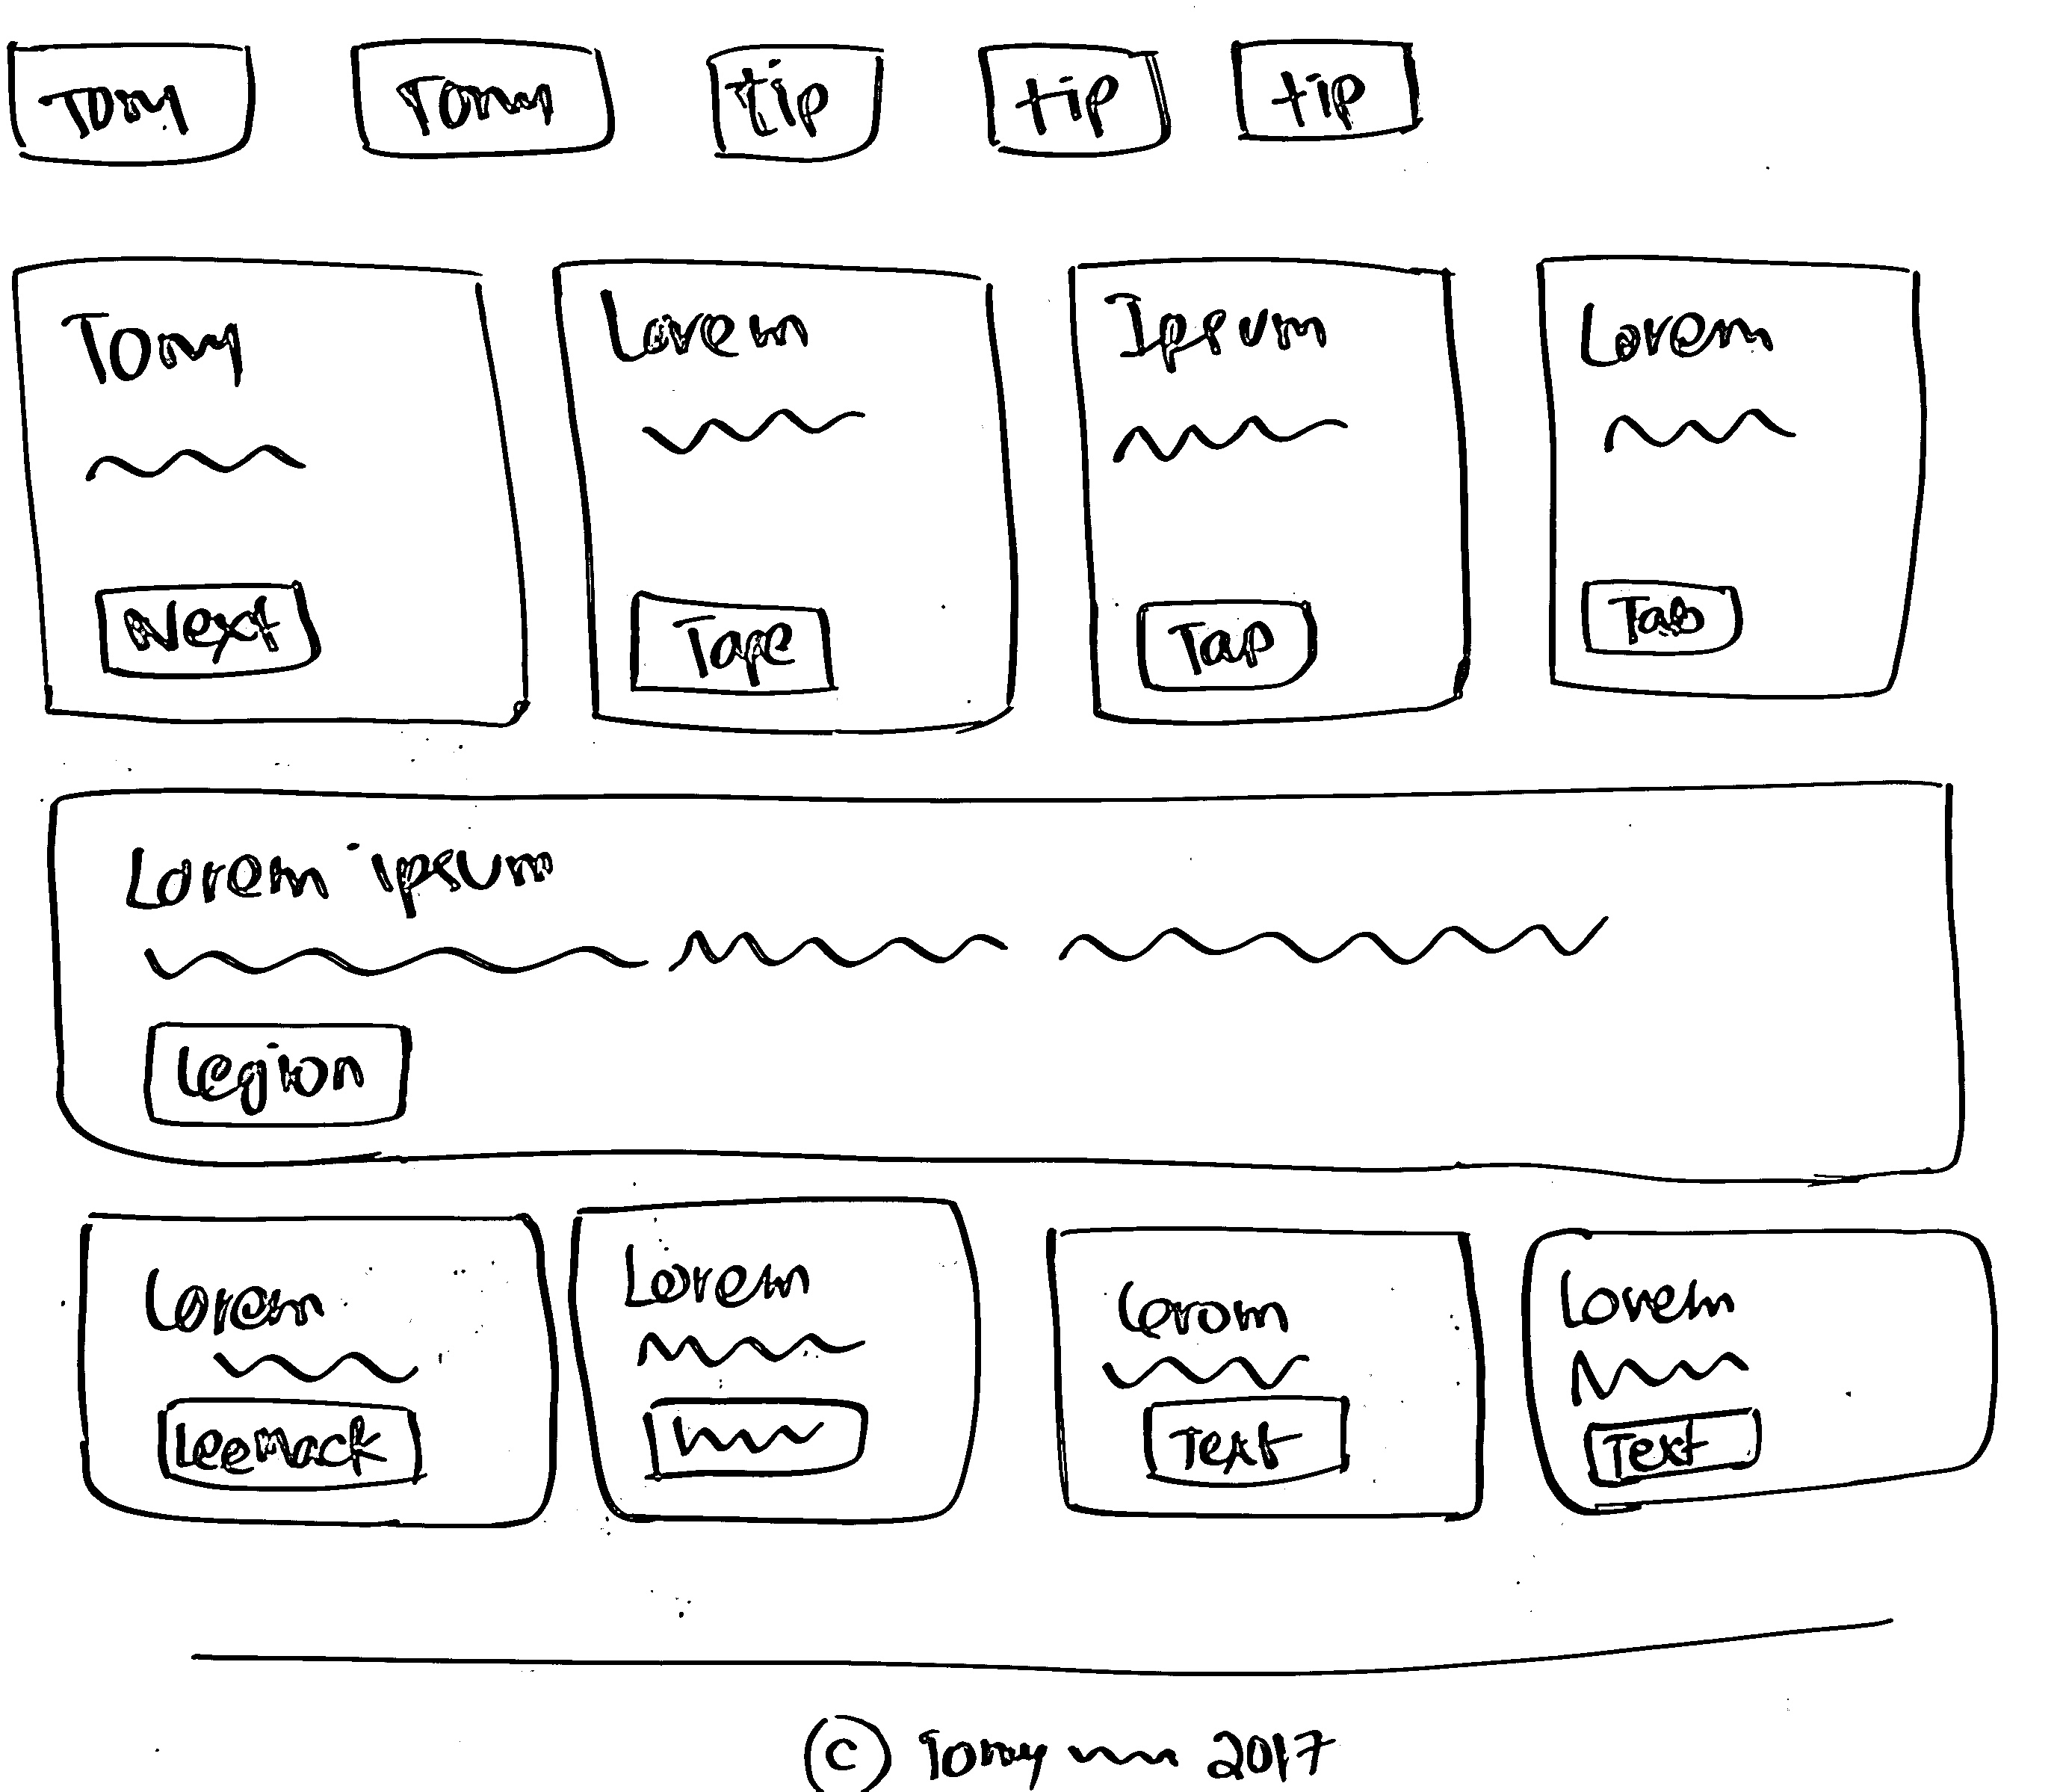 Tony Tony tip tip tip
Tony Lorem Ipsum Lorem
Next Tape Tap Tab
Lorem ipsum
Legion
Lorem Lorem Lorom Lorem
Leemack Text Text
© Tony 2017